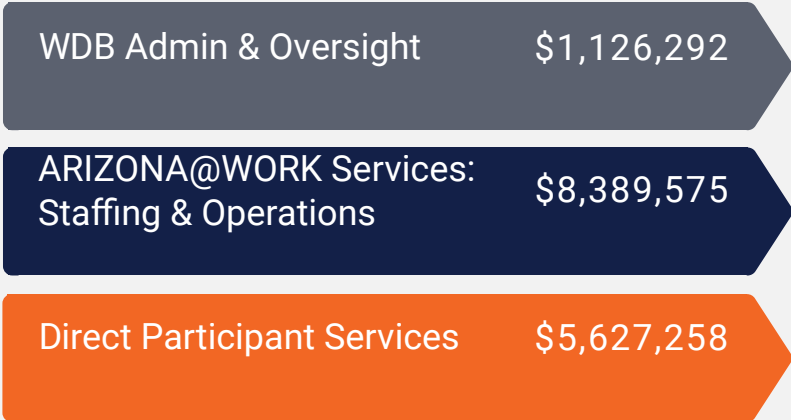 WDB Admin & Oversight $1,126,292
ARIZONA@WORK Services:
Staffing & Operations
$8,389,575
Direct Participant Services $5,627,258